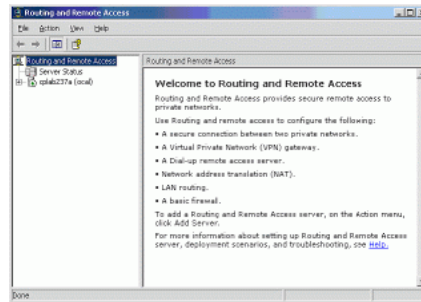 Routing and Remote Access
File Action View Help
Routing and Remote Access
Server Status
cplab237a (local)
Routing and Remote Access
Welcome to Routing and Remote Access
Routing and Remote Access provides secure remote access to
private networks.
Use Routing and remote access to configure the following:
• A secure connection between two private networks.
• A Virtual Private Network (VPN) gateway.
• A Dial-up remote access server.
• Network address translation (NAT).
• LAN routing.
• A basic firewall.
To add a Routing and Remote Access server, on the Action menu,
click Add Server.
For more information about setting up Routing and Remote Access
server, deployment scenarios, and troubleshooting, see Help.
Done